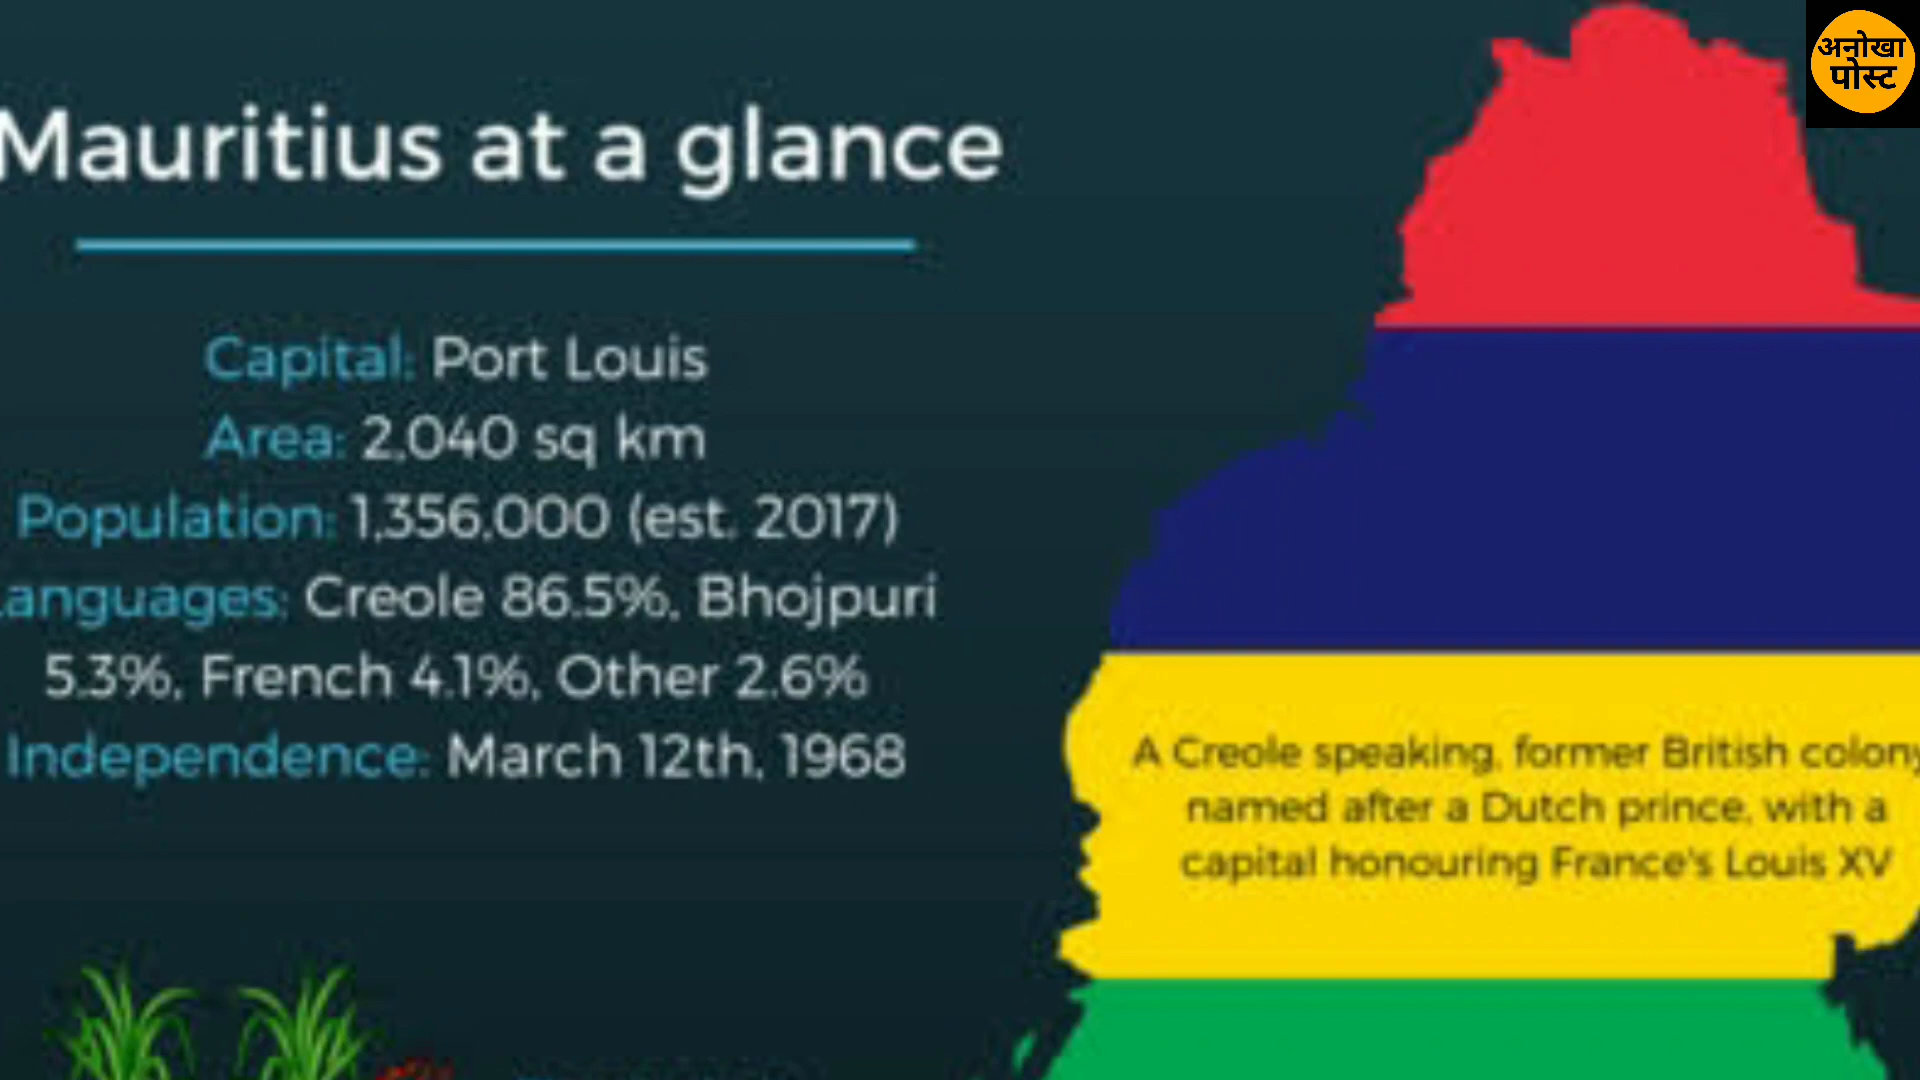 Mauritius at a glance
Capital: Port Louis
Area: 2,040 sq km
Population: 1,356,000 (est. 2017)
Languages: Creole 86.5%, Bhojpuri
5.3%, French 4.1%, Other 2.6%
Independence: March 12th, 1968
A Creole speaking, former British colony
named after a Dutch prince, with a
capital honouring France's Louis XV
अनोखा
पोस्ट